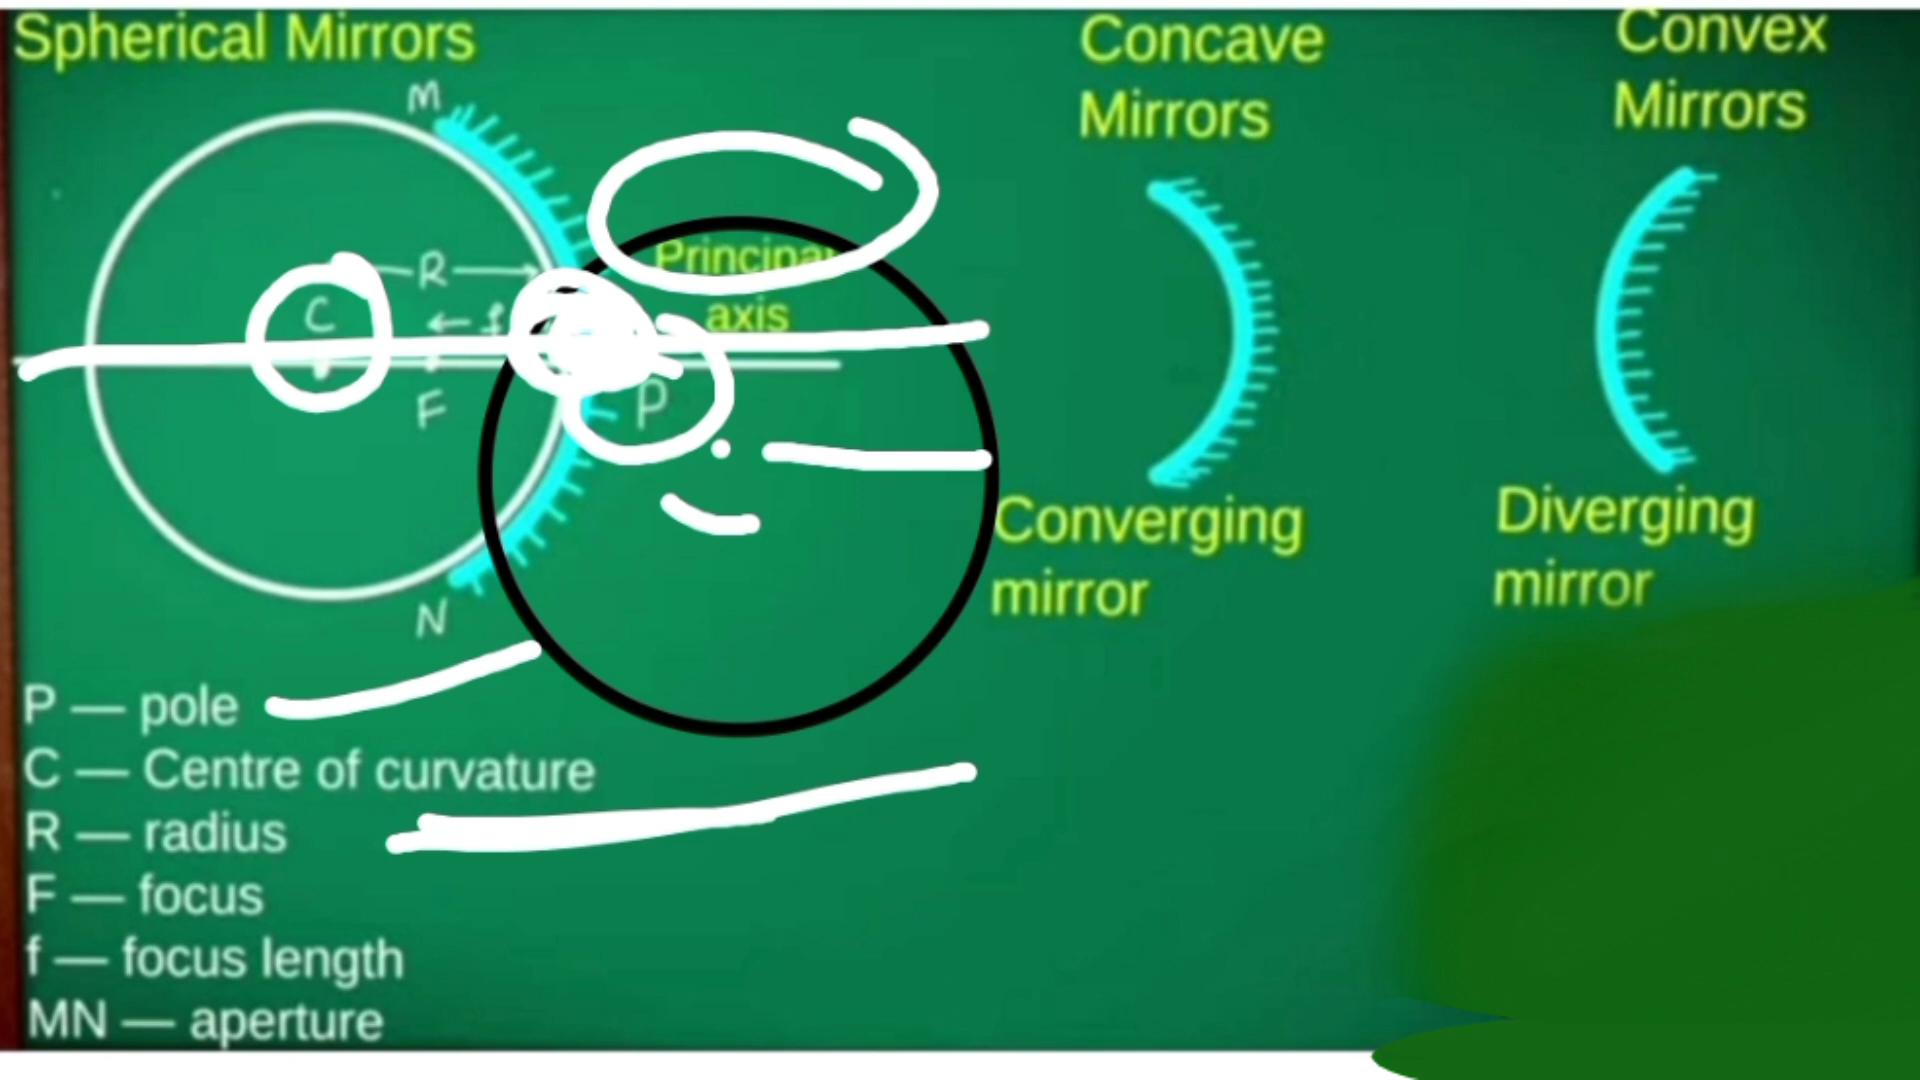 Spherical Mirrors
M
R
C
f
F
P
N
Principal
axis
P — pole
C — Centre of curvature
R — radius
F — focus
f — focus length
MN — aperture
Concave
Mirrors
Converging
mirror
Convex
Mirrors
Diverging
mirror